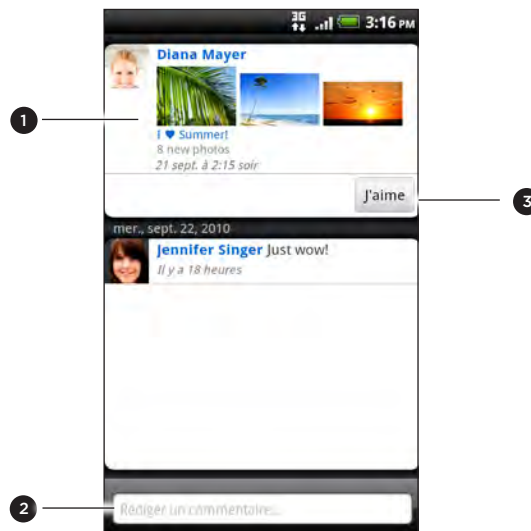 3G 3:16 PM
Diana Mayer
I ♥ Summer!
8 new photos
21 sept. à 2:15 soir
1
J'aime
3
mer., sept. 22, 2010
Jennifer Singer Just wow!
Il y a 18 heures
2
Rédiger un commentaire...